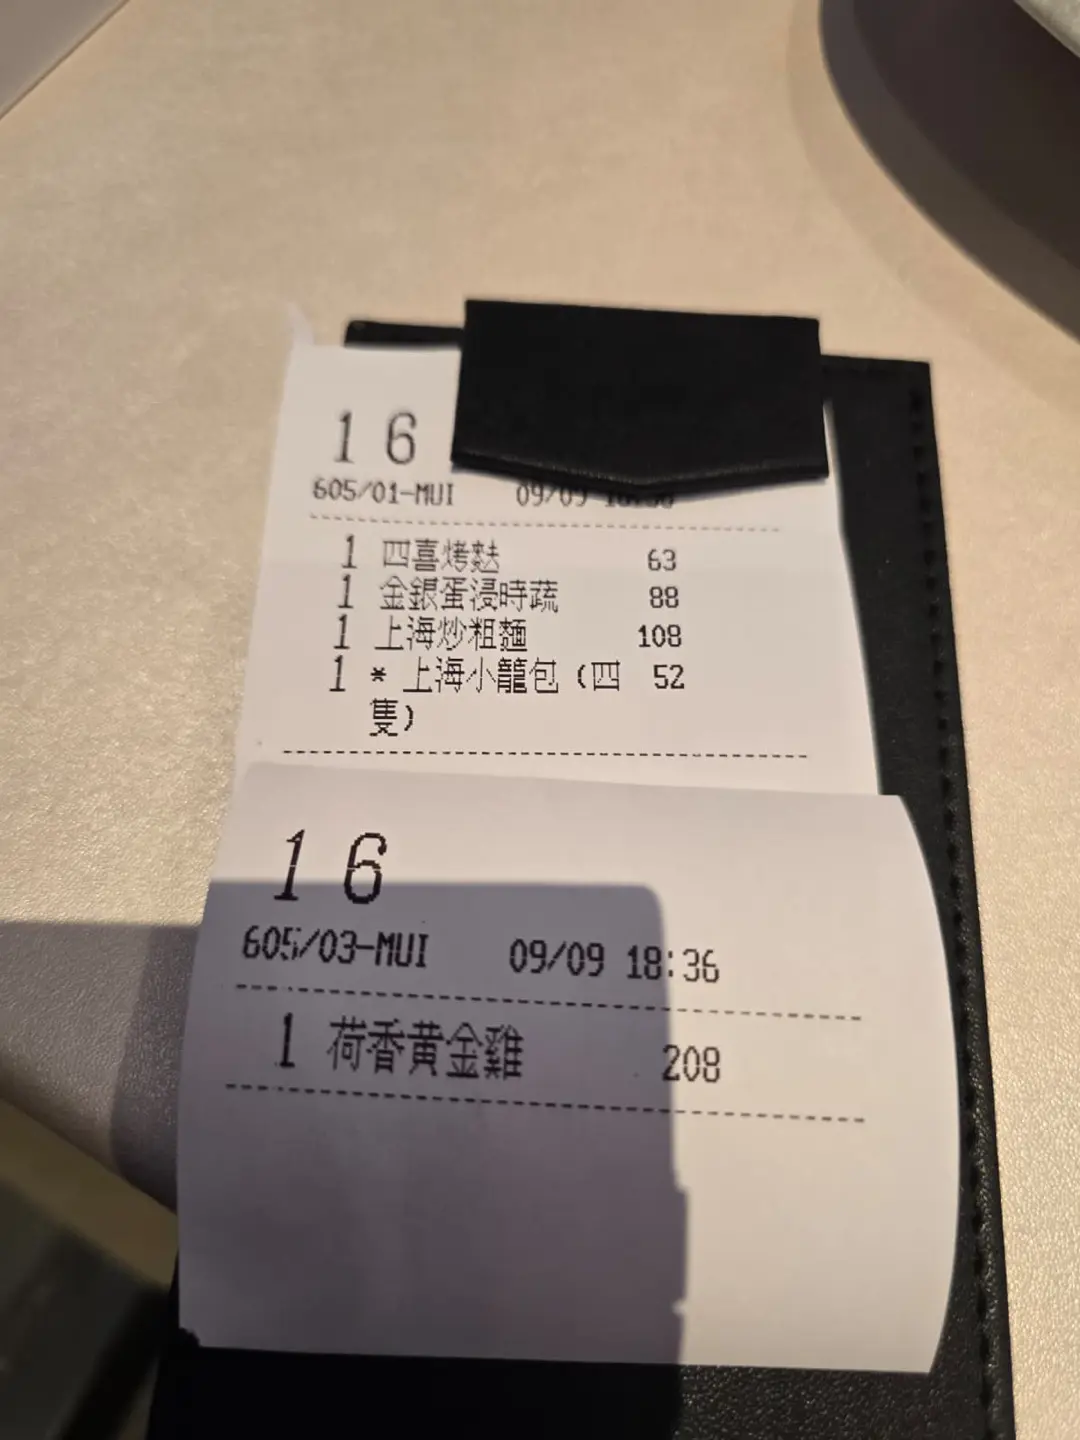 16
605/01-MUI 09/09
1 四喜烤麩 63
1 金銀蛋浸時蔬 88
1 上海炒粗麵 108
1 * 上海小籠包 (四 52
隻)
16
605/03-MUI 09/09 18:36
1 荷香黄金雞 208